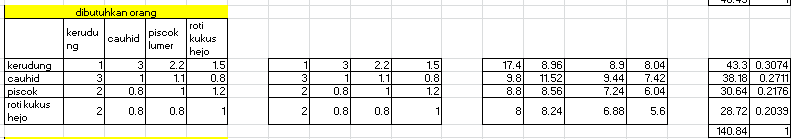 40.45 1
dibutuhkan orang
kerudung cauhid piscok lumer roti kukus hejo
kerudung 1 3 2.2 1.5 1 3 2.2 1.5 17.4 8.96 8.9 8.04 43.3 0.3074
cauhid 3 1 1.1 0.8 3 1 1.1 0.8 9.8 11.52 9.44 7.42 38.18 0.2711
piscok 2 0.8 1 1.2 2 0.8 1 1.2 8.8 8.56 7.24 6.04 30.64 0.2176
roti kukus hejo 2 0.8 0.8 1 2 0.8 0.8 1 8 8.24 6.88 5.6 28.72 0.2039
140.84 1